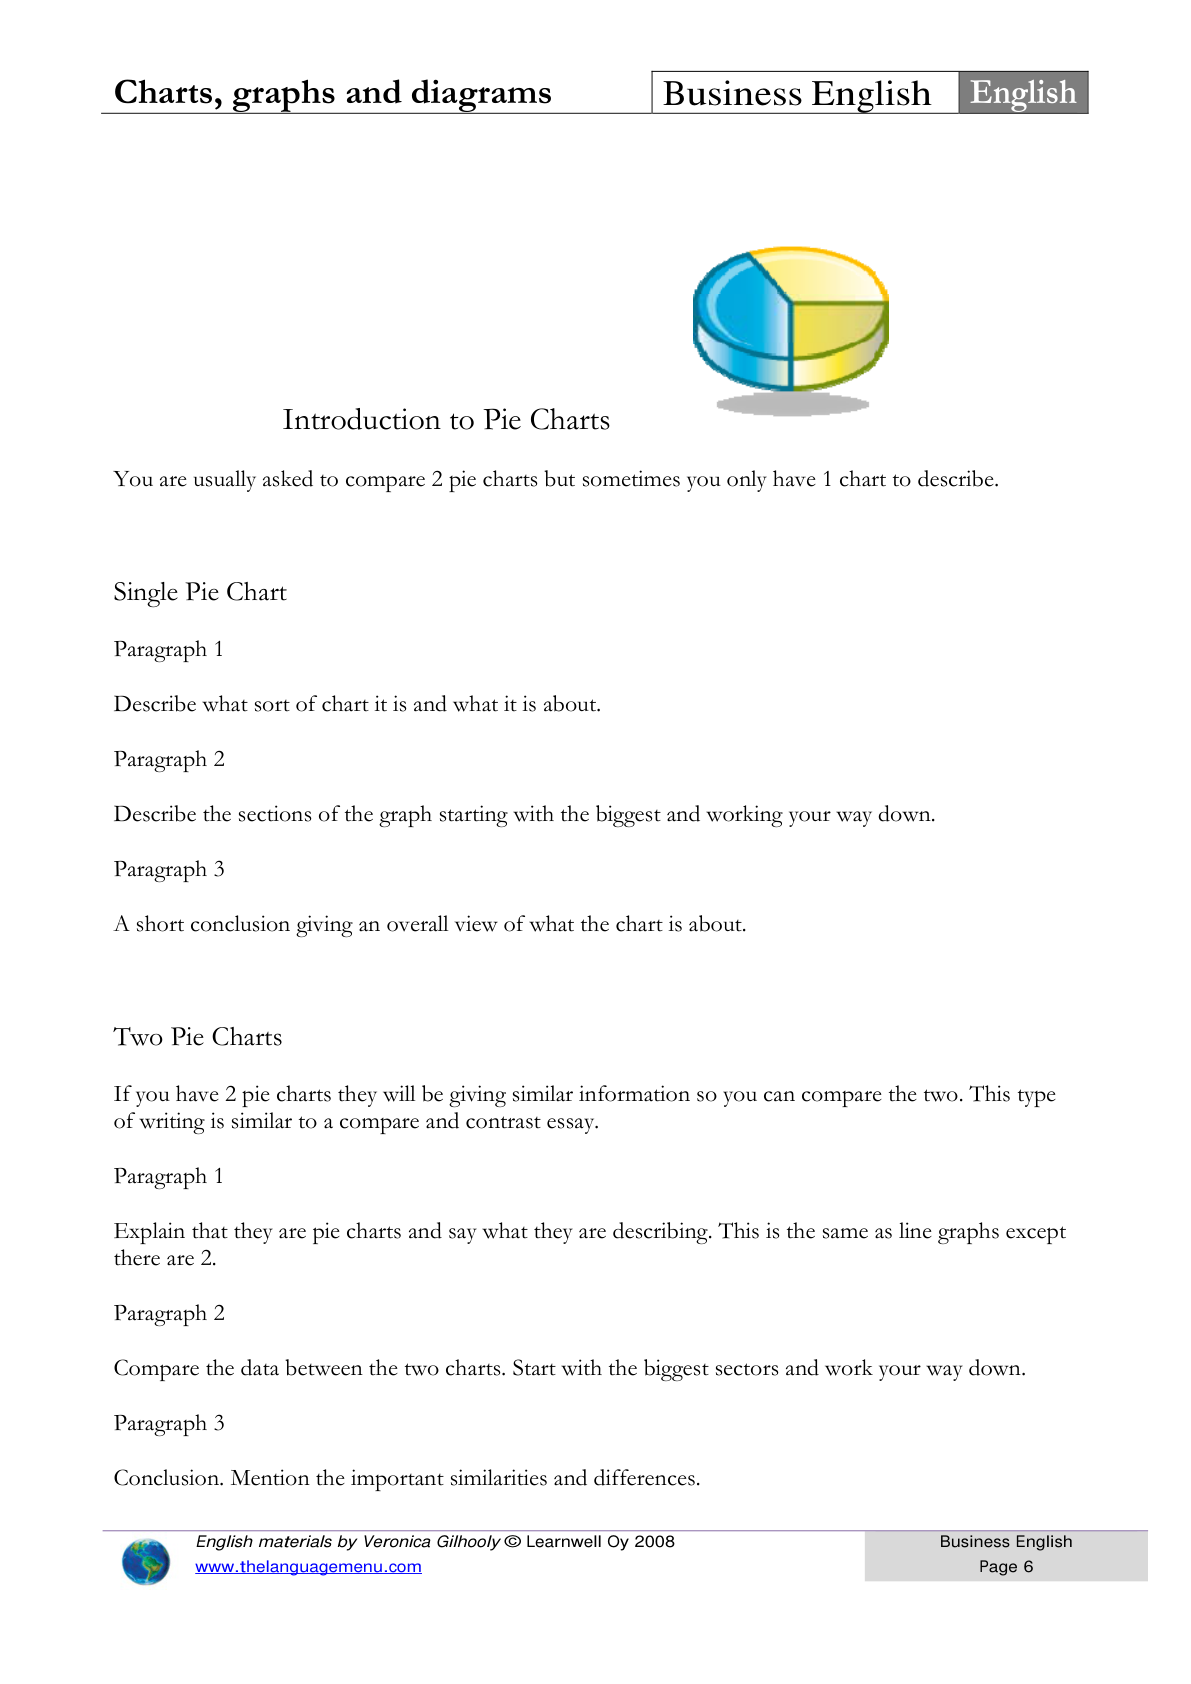 Charts, graphs and diagrams
Business English
English
Introduction to Pie Charts
You are usually asked to compare 2 pie charts but sometimes you only have 1 chart to describe.
Single Pie Chart
Paragraph 1
Describe what sort of chart it is and what it is about.
Paragraph 2
Describe the sections of the graph starting with the biggest and working your way down.
Paragraph 3
A short conclusion giving an overall view of what the chart is about.
Two Pie Charts
If you have 2 pie charts they will be giving similar information so you can compare the two. This type
of writing is similar to a compare and contrast essay.
Paragraph 1
Explain that they are pie charts and say what they are describing. This is the same as line graphs except
there are 2.
Paragraph 2
Compare the data between the two charts. Start with the biggest sectors and work your way down.
Paragraph 3
Conclusion. Mention the important similarities and differences.
English materials by Veronica Gilhooly © Learnwell Oy 2008
www.thelanguagemenu.com
Business English
Page 6